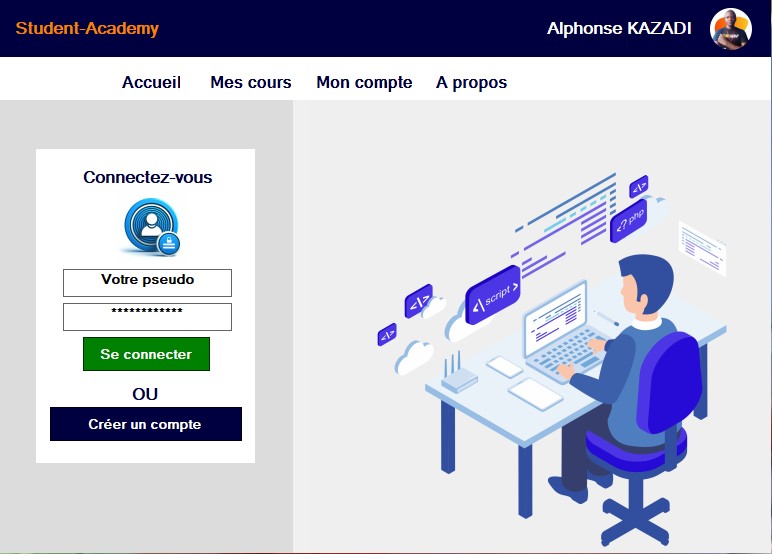 Student-Academy
Alphonse KAZADI
Accueil Mes cours Mon compte A propos
Connectez-vous
Votre pseudo
************
Se connecter
OU
Créer un compte
</>
<? php
<\script >
</>
</>